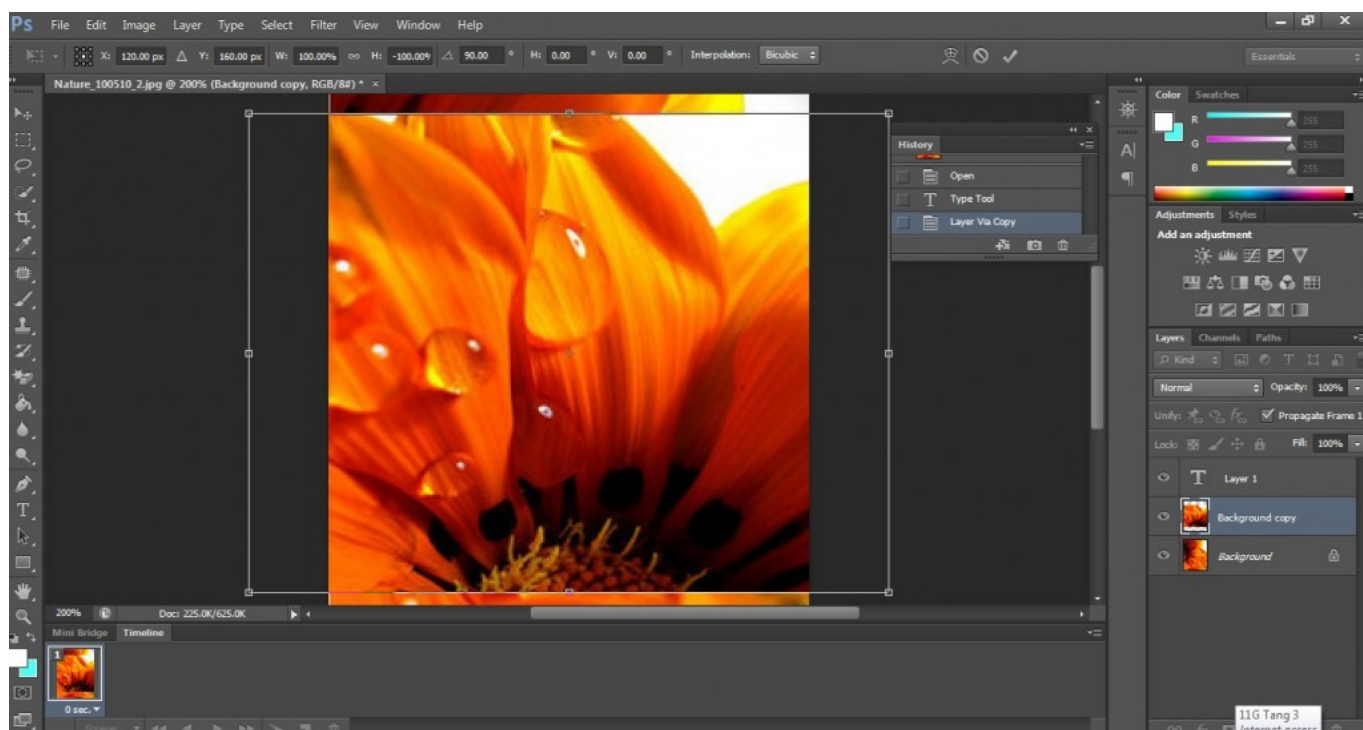 Ps File Edit Image Layer Type Select Filter View Window Help
X: 120.00 px Y: 160.00 px W: 100.00% H: -100.00% 90.00 ° H: 0.00 ° V: 0.00 ° Interpolation: Bicubic Essentials
Nature_100510_2.jpg @ 200% (Background copy, RGB/8#) * ×
Color Swatches
R 255
G 255
B 255
History
Open
Type Tool
Layer Via Copy
Adjustments Styles
Add an adjustment
Layers Channels Paths
Kind
Normal Opacity: 100%
Unify: Propagate Frame 1
Lock: Fill: 100%
T Layer 1
Background copy
Background
200% Doc: 225.0K/625.0K
Mini Bridge Timeline
1
0 sec.
Forever
11G Tang 3
Internet access